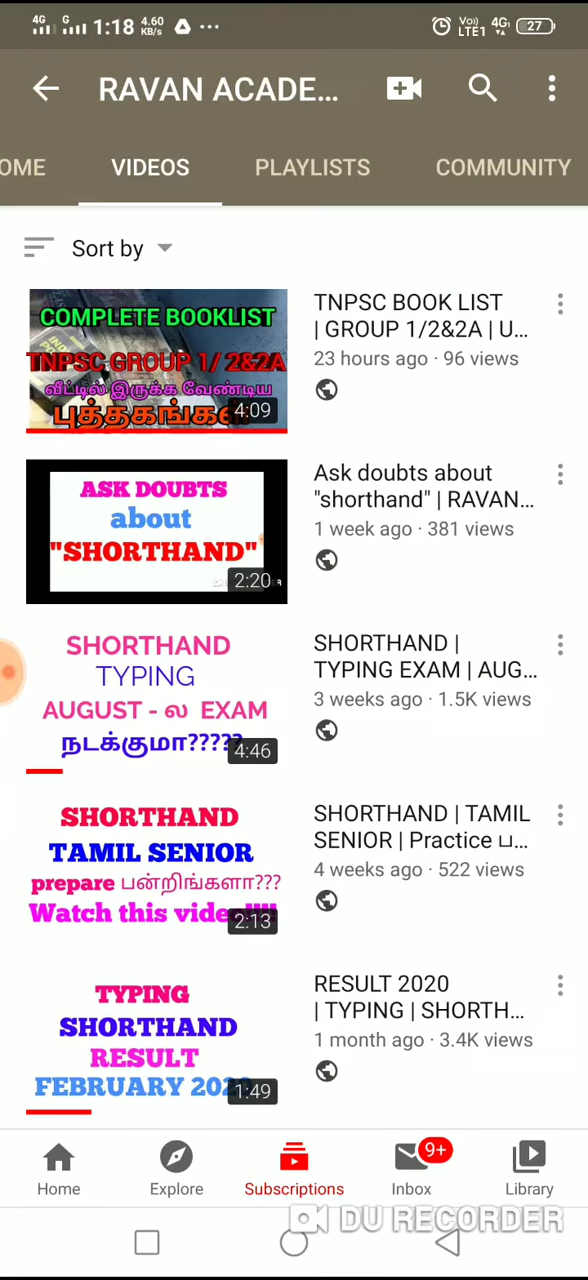 4G G 1:18 4.60 KB/s ... Vo) LTE1 4G 27
RAVAN ACADE...
OME VIDEOS PLAYLISTS COMMUNITY
Sort by
COMPLETE BOOKLIST
TNPSC GROUP 1/ 2&2A
வீட்டில் இருக்க வேண்டிய
4:09
TNPSC BOOK LIST
| GROUP 1/2&2A | U...
23 hours ago · 96 views
ASK DOUBTS
about
"SHORTHAND"
2:20
Ask doubts about
"shorthand" | RAVAN...
1 week ago · 381 views
SHORTHAND
TYPING
AUGUST - ல EXAM
நடக்குமா?????
4:46
SHORTHAND |
TYPING EXAM | AUG...
3 weeks ago · 1.5K views
SHORTHAND
TAMIL SENIOR
prepare பன்றிங்களா???
Watch this
2:13
SHORTHAND | TAMIL
SENIOR | Practice ப...
4 weeks ago · 522 views
TYPING
SHORTHAND
RESULT
FEBRUARY
1:49
RESULT 2020
| TYPING | SHORTH...
1 month ago · 3.4K views
9+
Home Explore Subscriptions Inbox Library
DU RECORDER